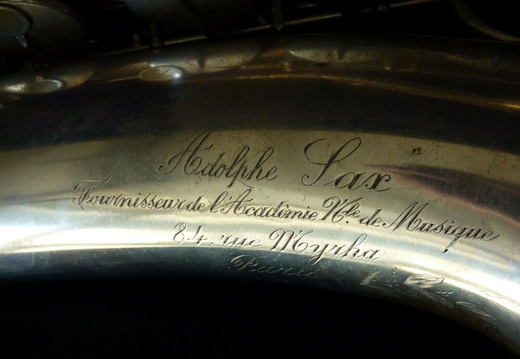 Adolphe Sax
Fournisseur de l'Académie Nle de Musique
84, rue Myrha
Paris